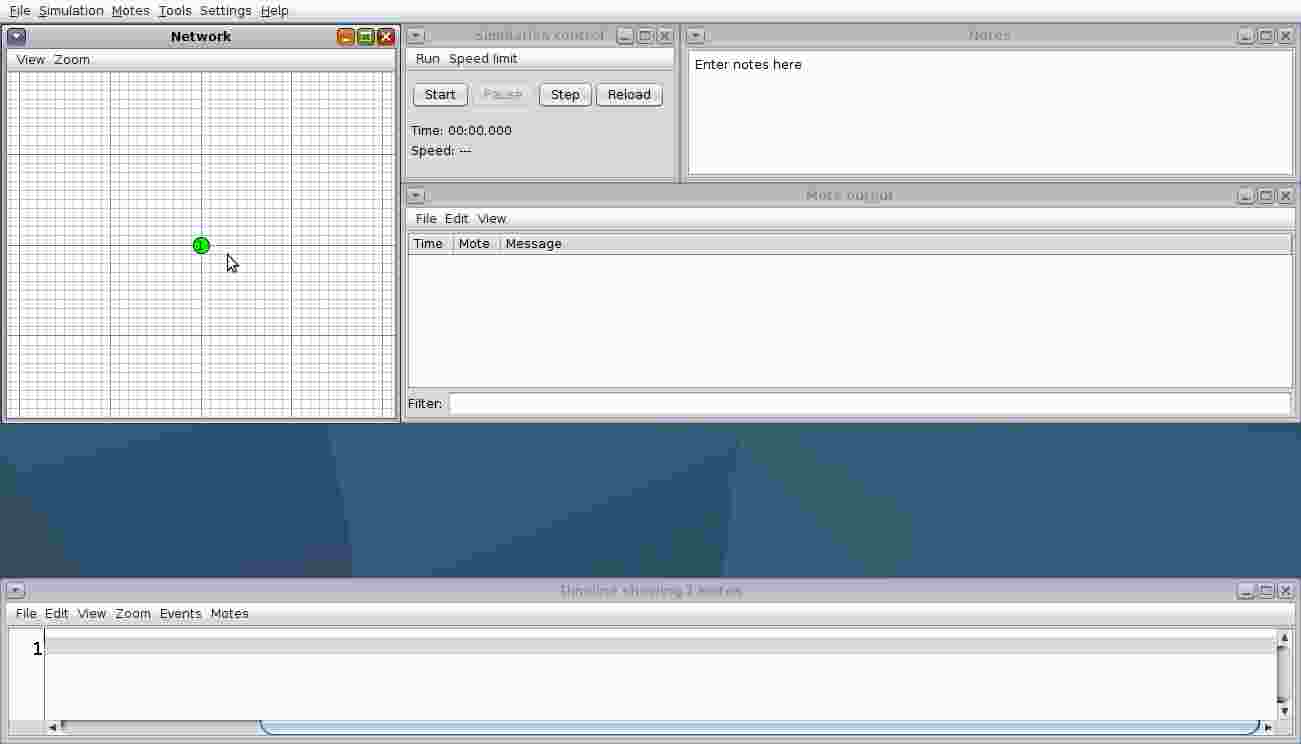 File Simulation Motes Tools Settings Help
Network
View Zoom
1
Simulation control
Run Speed limit
Start Pause Step Reload
Time: 00:00.000
Speed: ---
Notes
Enter notes here
Mote output
File Edit View
Time Mote Message
Filter:
Timeline showing 1 motes
File Edit View Zoom Events Motes
1